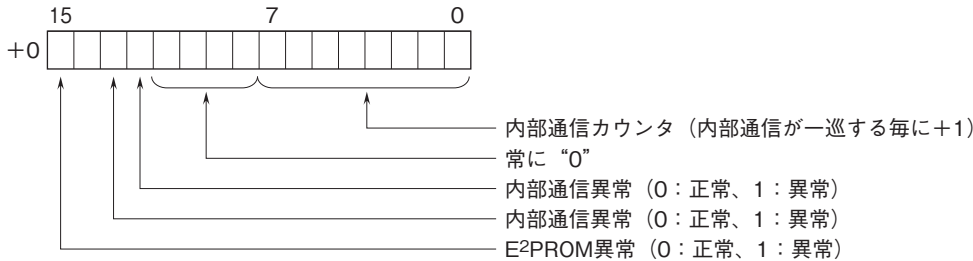 15 7 0
+0
内部通信カウンタ（内部通信が一巡する毎に+1）
常に “0”
内部通信異常（0：正常、1：異常）
内部通信異常（0：正常、1：異常）
E²PROM異常（0：正常、1：異常）